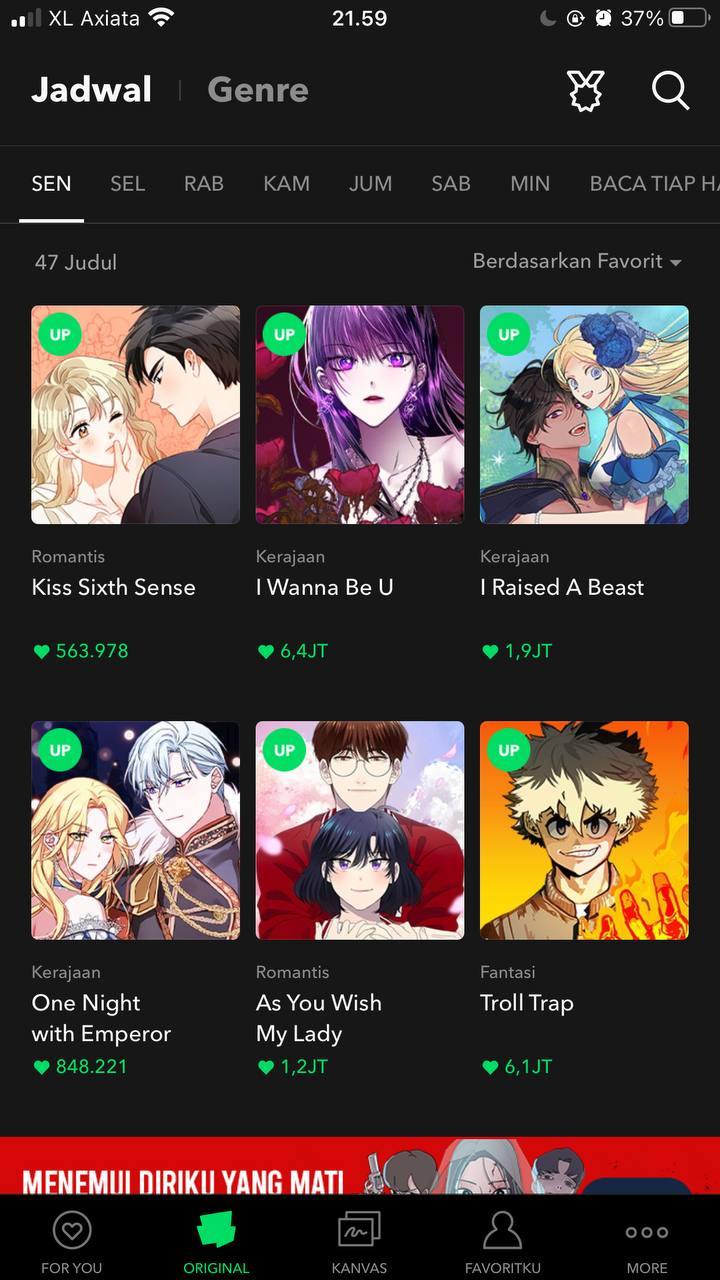 XL Axiata 21.59 37%
Jadwal Genre
SEN SEL RAB KAM JUM SAB MIN BACA TIAP HA
47 Judul Berdasarkan Favorit
UP UP UP
Romantis Kerajaan Kerajaan
Kiss Sixth Sense I Wanna Be U I Raised A Beast
563.978 6,4JT 1,9JT
UP UP UP
Kerajaan Romantis Fantasi
One Night As You Wish Troll Trap
with Emperor My Lady
848.221 1,2JT 6,1JT
MENEMUI DIRIKU YANG MATI
FOR YOU ORIGINAL KANVAS FAVORITKU MORE